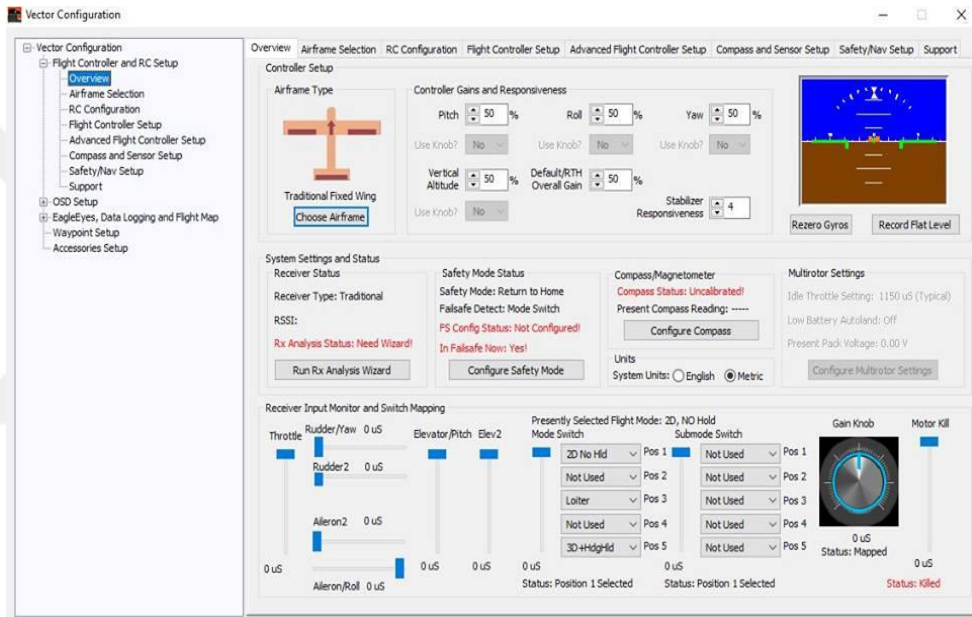 Vector Configuration
Vector Configuration
Flight Controller and RC Setup
Overview
Airframe Selection
RC Configuration
Flight Controller Setup
Advanced Flight Controller Setup
Compass and Sensor Setup
Safety/Nav Setup
Support
OSD Setup
EagleEyes, Data Logging and Flight Map
Waypoint Setup
Accessories Setup
Overview Airframe Selection RC Configuration Flight Controller Setup Advanced Flight Controller Setup Compass and Sensor Setup Safety/Nav Setup Support
Controller Setup
Airframe Type
Traditional Fixed Wing
Choose Airframe
Controller Gains and Responsiveness
Pitch 50 % Roll 50 % Yaw 50 %
Use Knob? No Use Knob? No Use Knob? No
Vertical Altitude 50 % Default/RTH Overall Gain 50 %
Use Knob? No Stabilizer Responsiveness 4
Rezero Gyros Record Flat Level
System Settings and Status
Receiver Status
Receiver Type: Traditional
RSSI:
Rx Analysis Status: Need Wizard!
Run Rx Analysis Wizard
Safety Mode Status
Safety Mode: Return to Home
Failsafe Detect: Mode Switch
FS Config Status: Not Configured!
In Failsafe Now: Yes!
Configure Safety Mode
Compass/Magnetometer
Compass Status: Uncalibrated!
Present Compass Reading: -----
Configure Compass
Units
System Units: English Metric
Multirotor Settings
Idle Throttle Setting: 1150 uS (Typical)
Low Battery Autoland: Off
Present Pack Voltage: 0.00 V
Configure Multirotor Settings
Receiver Input Monitor and Switch Mapping
Throttle
0 uS
Rudder/Yaw 0 uS
Rudder2 0 uS
Aileron2 0 uS
Aileron/Roll 0 uS
Elevator/Pitch Elev2
0 uS 0 uS
Presently Selected Flight Mode: 2D, NO Hold
Mode Switch
2D No Hld Pos 1
Not Used Pos 2
Loiter Pos 3
Not Used Pos 4
3D+HdgHld Pos 5
0 uS
Status: Position 1 Selected
Submode Switch
Not Used Pos 1
Not Used Pos 2
Not Used Pos 3
Not Used Pos 4
Not Used Pos 5
0 uS
Status: Position 1 Selected
Gain Knob
0 uS
Status: Mapped
Motor Kill
0 uS
Status: Killed